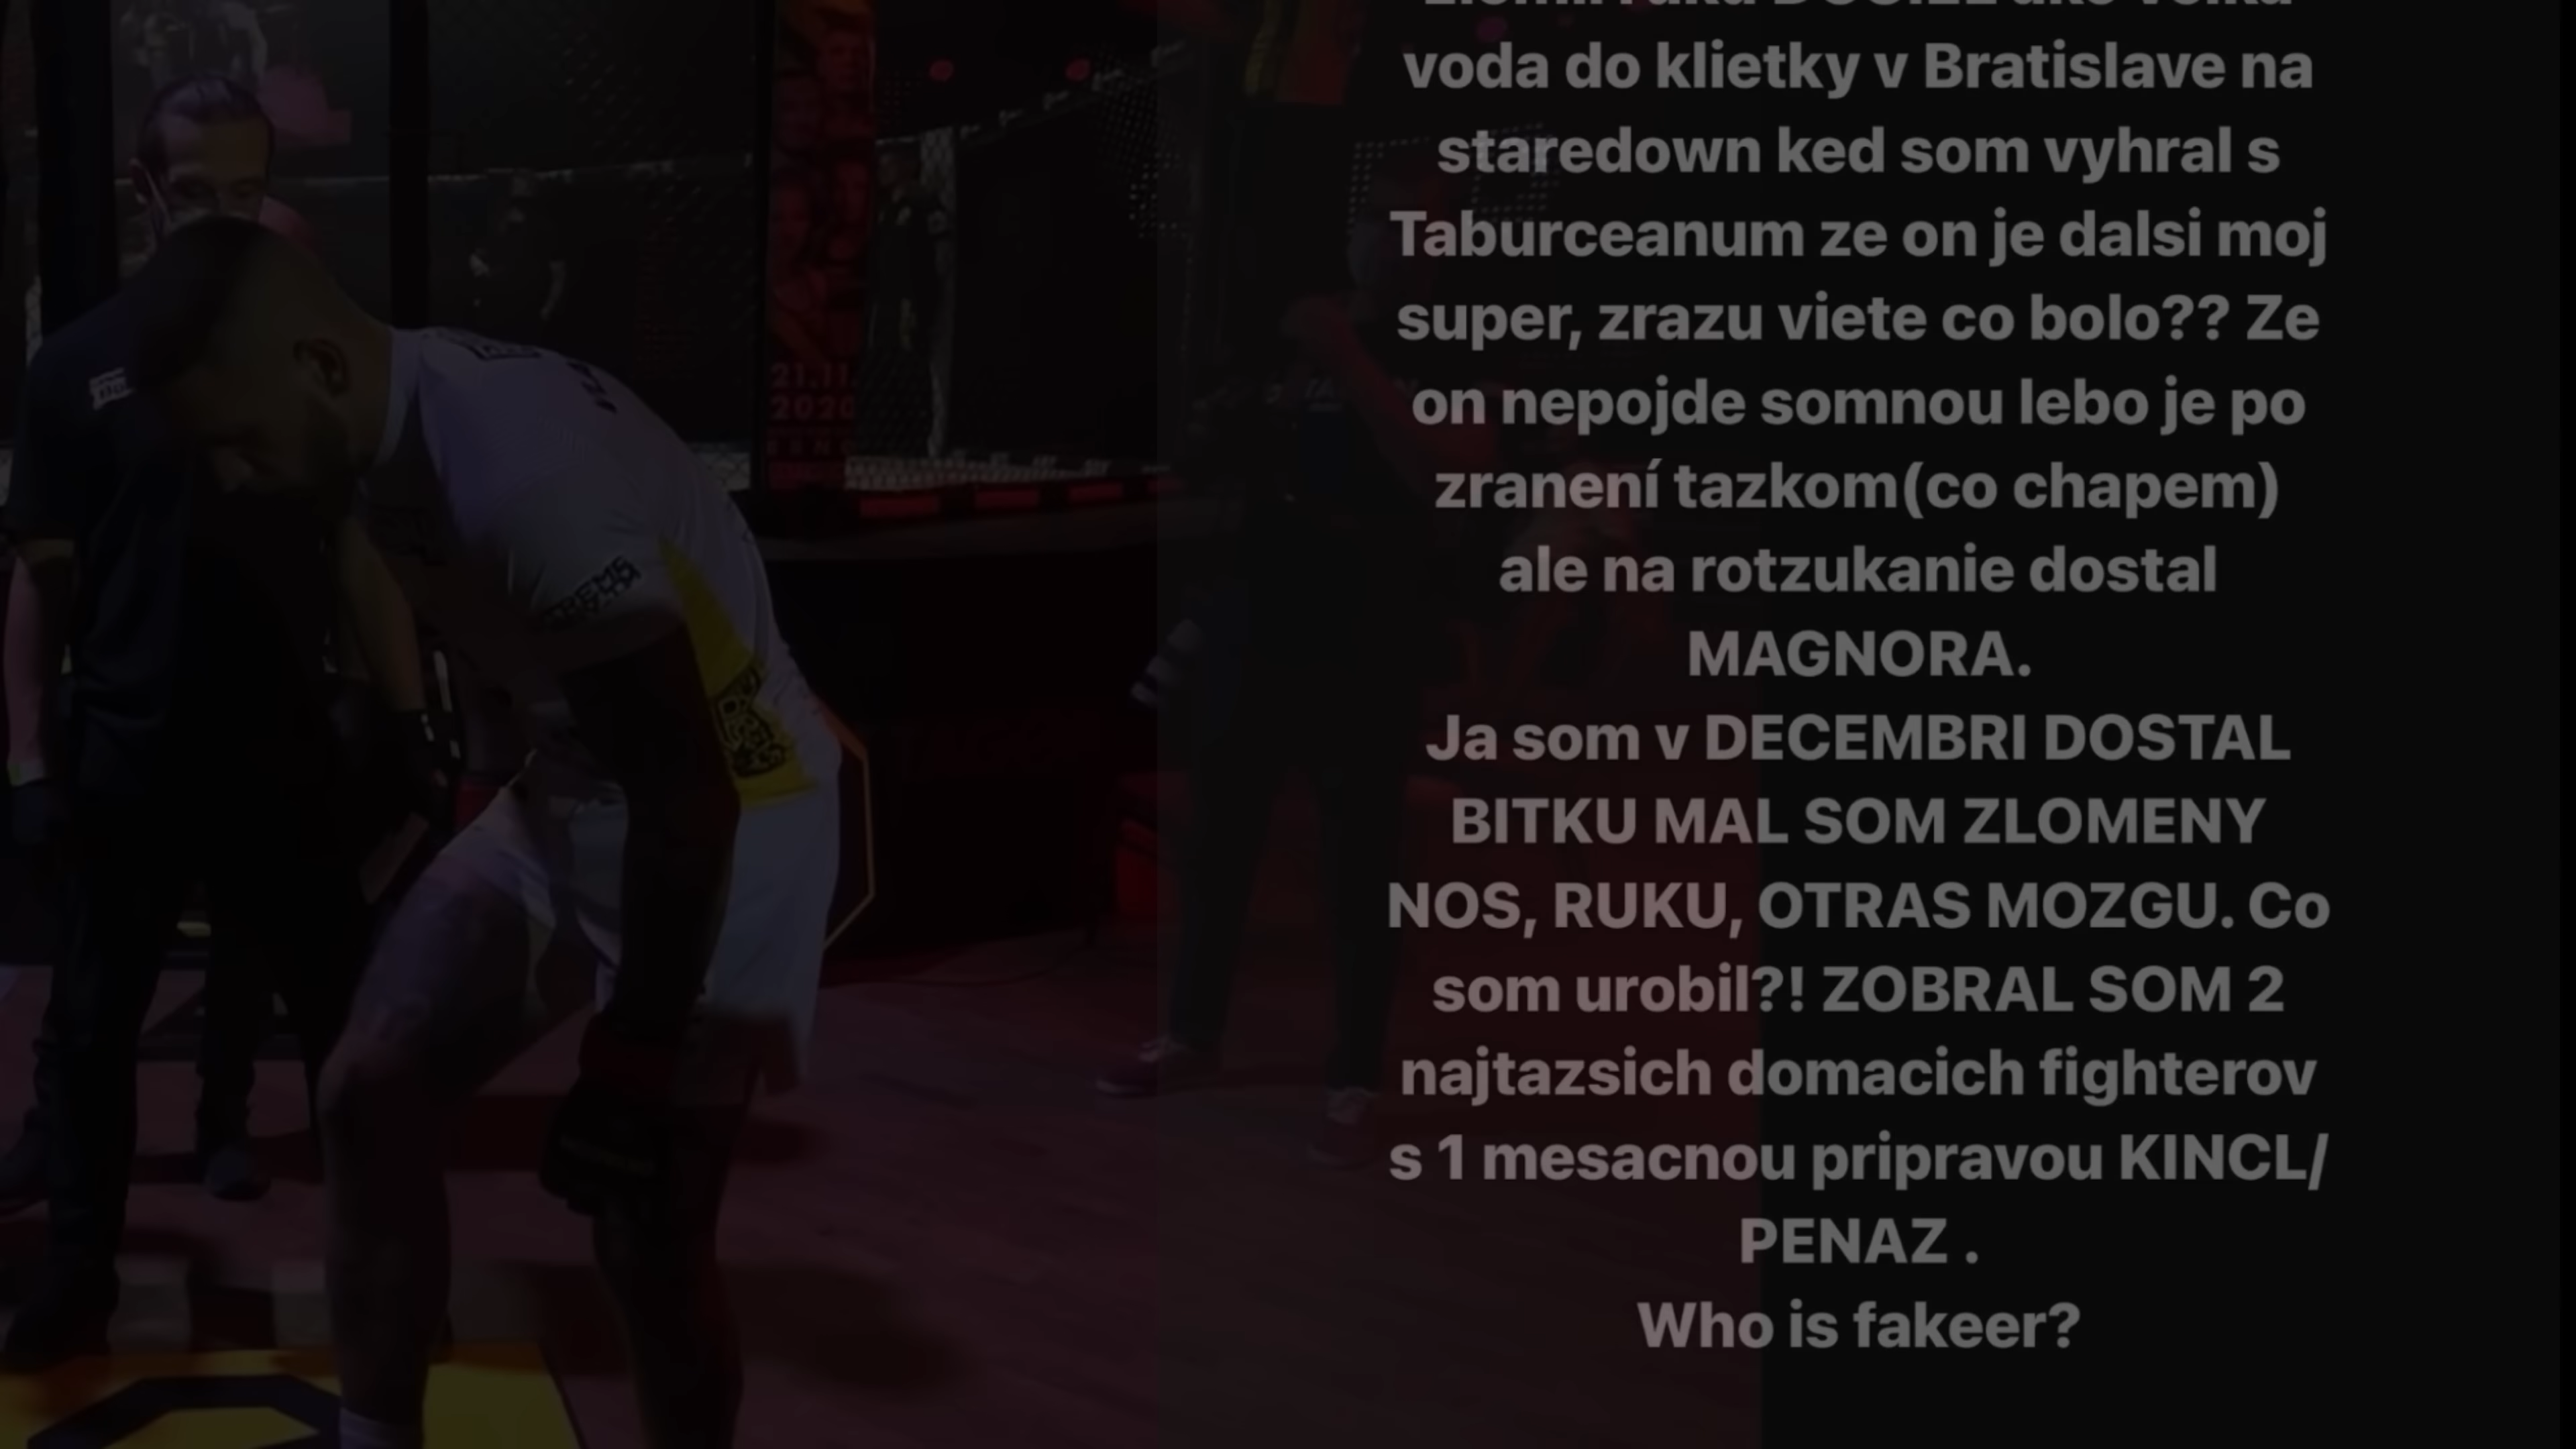 voda do klietky v Bratislave na
staredown ked som vyhral s
Taburceanum ze on je dalsi moj
super, zrazu viete co bolo?? Ze
on nepojde somnou lebo je po
zranení tazkom(co chapem)
ale na rotzukanie dostal
MAGNORA.
Ja som v DECEMBRI DOSTAL
BITKU MAL SOM ZLOMENY
NOS, RUKU, OTRAS MOZGU. Co
som urobil?! ZOBRAL SOM 2
najtazsich domacich fighterov
s 1 mesacnou pripravou KINCL/
PENAZ .
Who is fakeer?
21.11.
2020